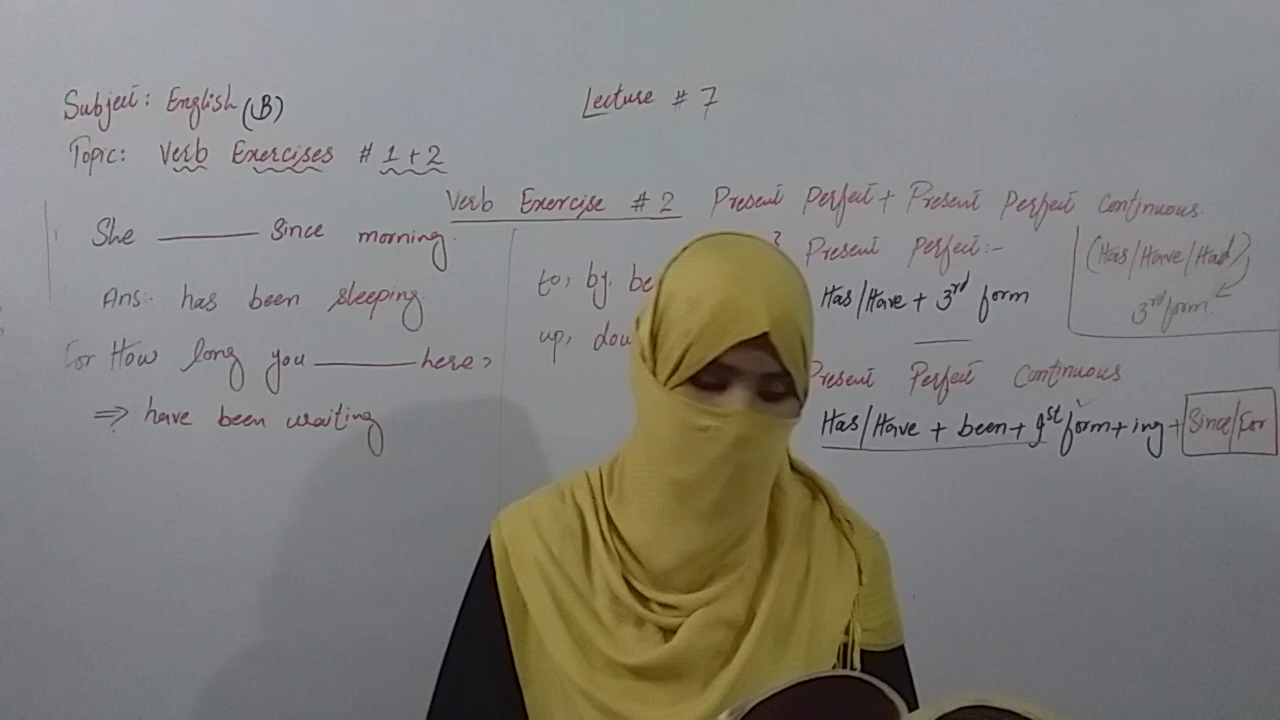 Subject: English (B)
Lecture # 7
Topic: Verb Exercises # 1 + 2
Verb Exercise # 2 Present Perfect + Present Perfect Continuous.
She ——— Since morning.
Ans:- has been sleeping.
For How long you ——— here?
⇒ have been waiting
to, by, be
up, dow
Present Perfect:-
Has/Have + 3rd form
(Has/Have/Had)
3rd form.
Present Perfect Continuous
Has/Have + been + 1st form + ing + Since/For